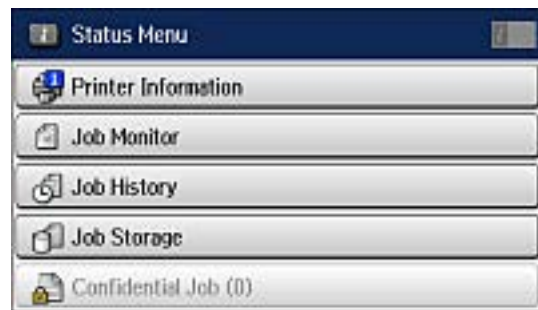 Status Menu
Printer Information
Job Monitor
Job History
Job Storage
Confidential Job (0)